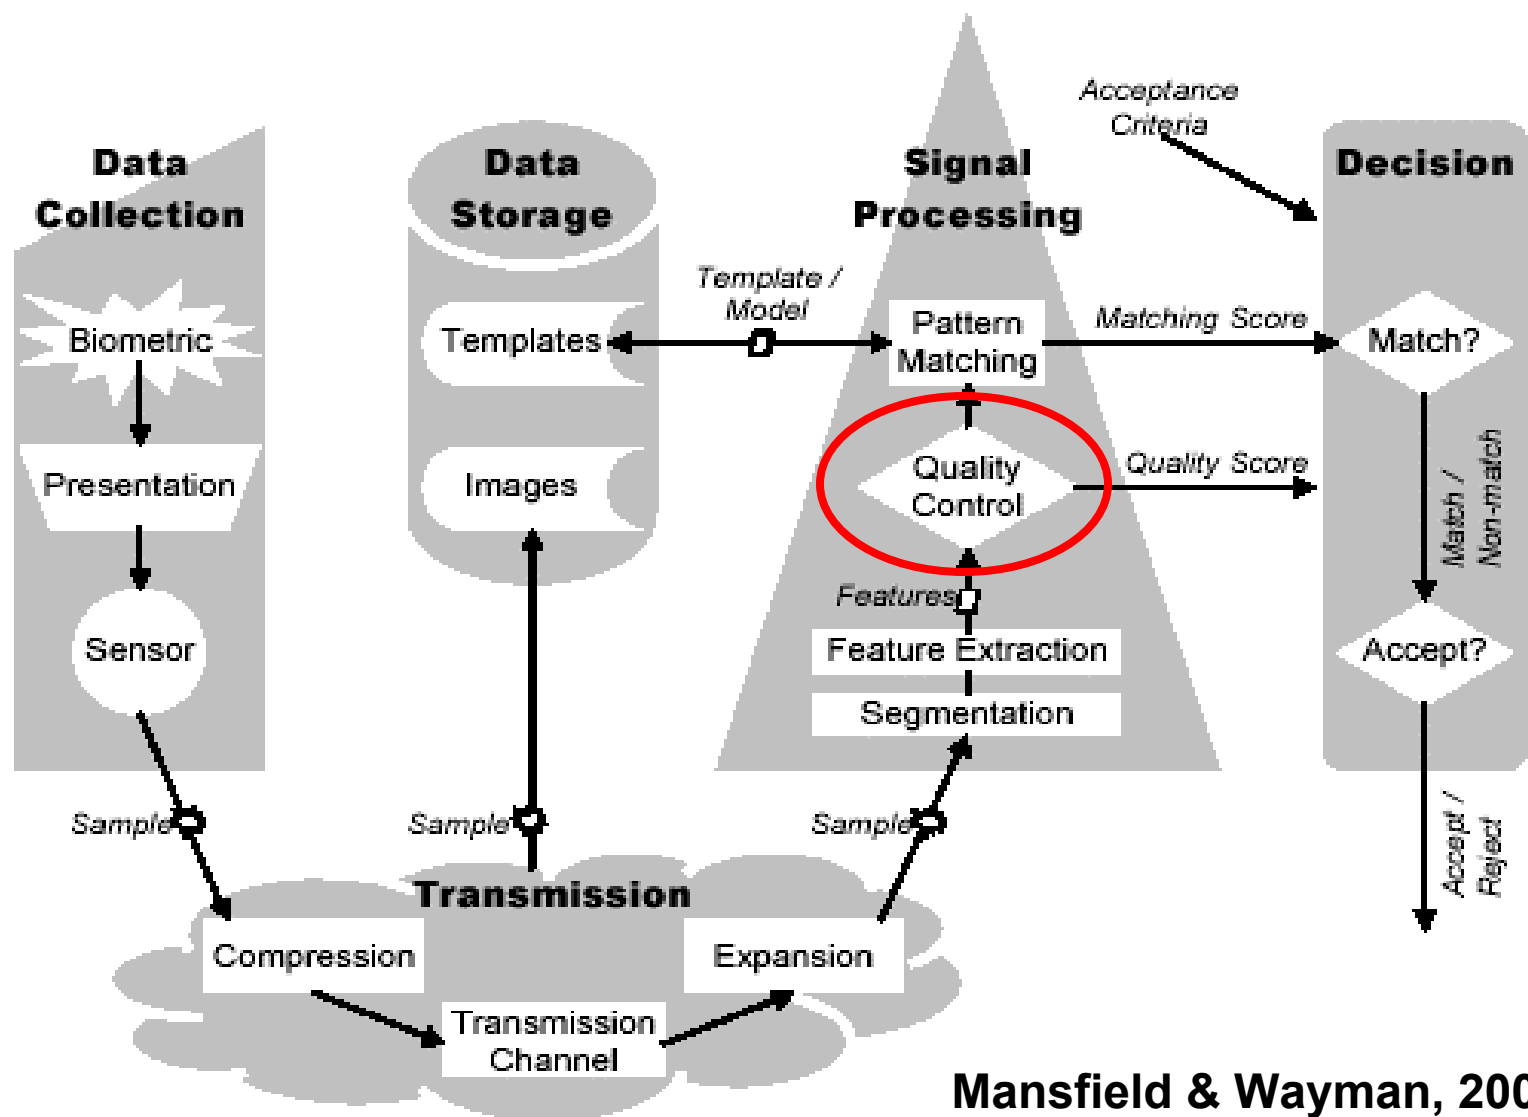 Data
Collection
Biometric
Presentation
Sensor
Sample
Data
Storage
Templates
Images
Sample
Template /
Model
Signal
Processing
Pattern
Matching
Quality
Control
Features
Feature Extraction
Segmentation
Sample
Acceptance
Criteria
Matching Score
Quality Score
Decision
Match?
Match /
Non-match
Accept?
Accept /
Reject
Transmission
Compression
Transmission
Channel
Expansion
Mansfield & Wayman, 200